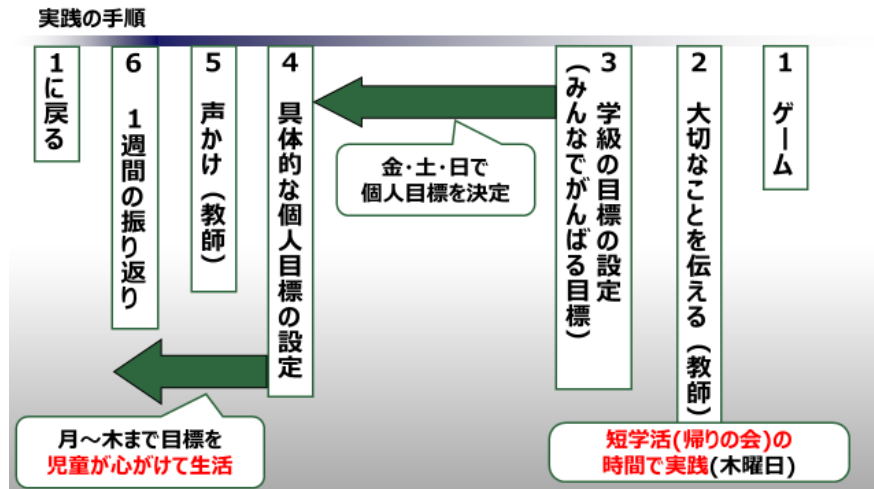 実践の手順
1 ゲーム
2 大切なことを伝える(教師)
短学活(帰りの会)の
時間で実践(木曜日)
3 学級の目標の設定
(みんなでがんばる目標)
金・土・日で
個人目標を決定
4 具体的な個人目標の設定
5 声かけ(教師)
6 1週間の振り返り
月～木まで目標を
児童が心がけて生活
1に戻る